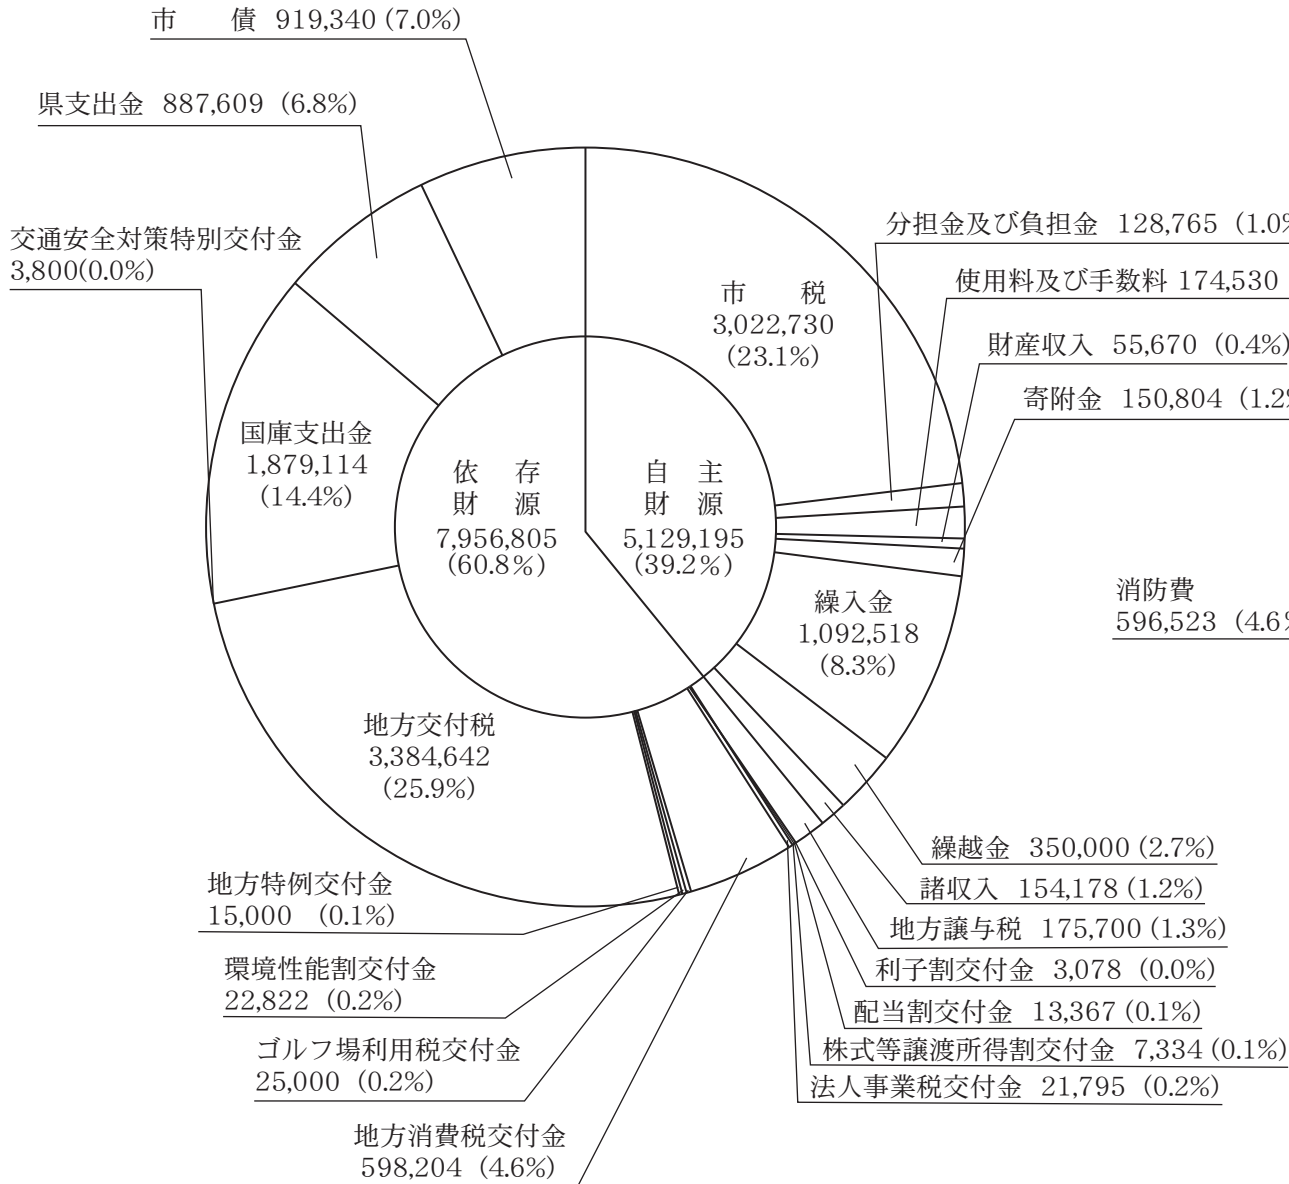 市　　債 919,340 (7.0%)
県支出金 887,609 (6.8%)
交通安全対策特別交付金
3,800(0.0%)
国庫支出金
1,879,114
(14.4%)
市　　税
3,022,730
(23.1%)
分担金及び負担金 128,765 (1.0%
使用料及び手数料 174,530
財産収入 55,670 (0.4%)
寄附金 150,804 (1.2%
依　存
財　源
7,956,805
(60.8%)
自　主
財　源
5,129,195
(39.2%)
繰入金
1,092,518
(8.3%)
消防費
596,523 (4.6%
地方交付税
3,384,642
(25.9%)
繰越金 350,000 (2.7%)
諸収入 154,178 (1.2%)
地方譲与税 175,700 (1.3%)
利子割交付金 3,078 (0.0%)
配当割交付金 13,367 (0.1%)
株式等譲渡所得割交付金 7,334 (0.1%)
法人事業税交付金 21,795 (0.2%)
地方特例交付金
15,000 (0.1%)
環境性能割交付金
22,822 (0.2%)
ゴルフ場利用税交付金
25,000 (0.2%)
地方消費税交付金
598,204 (4.6%)